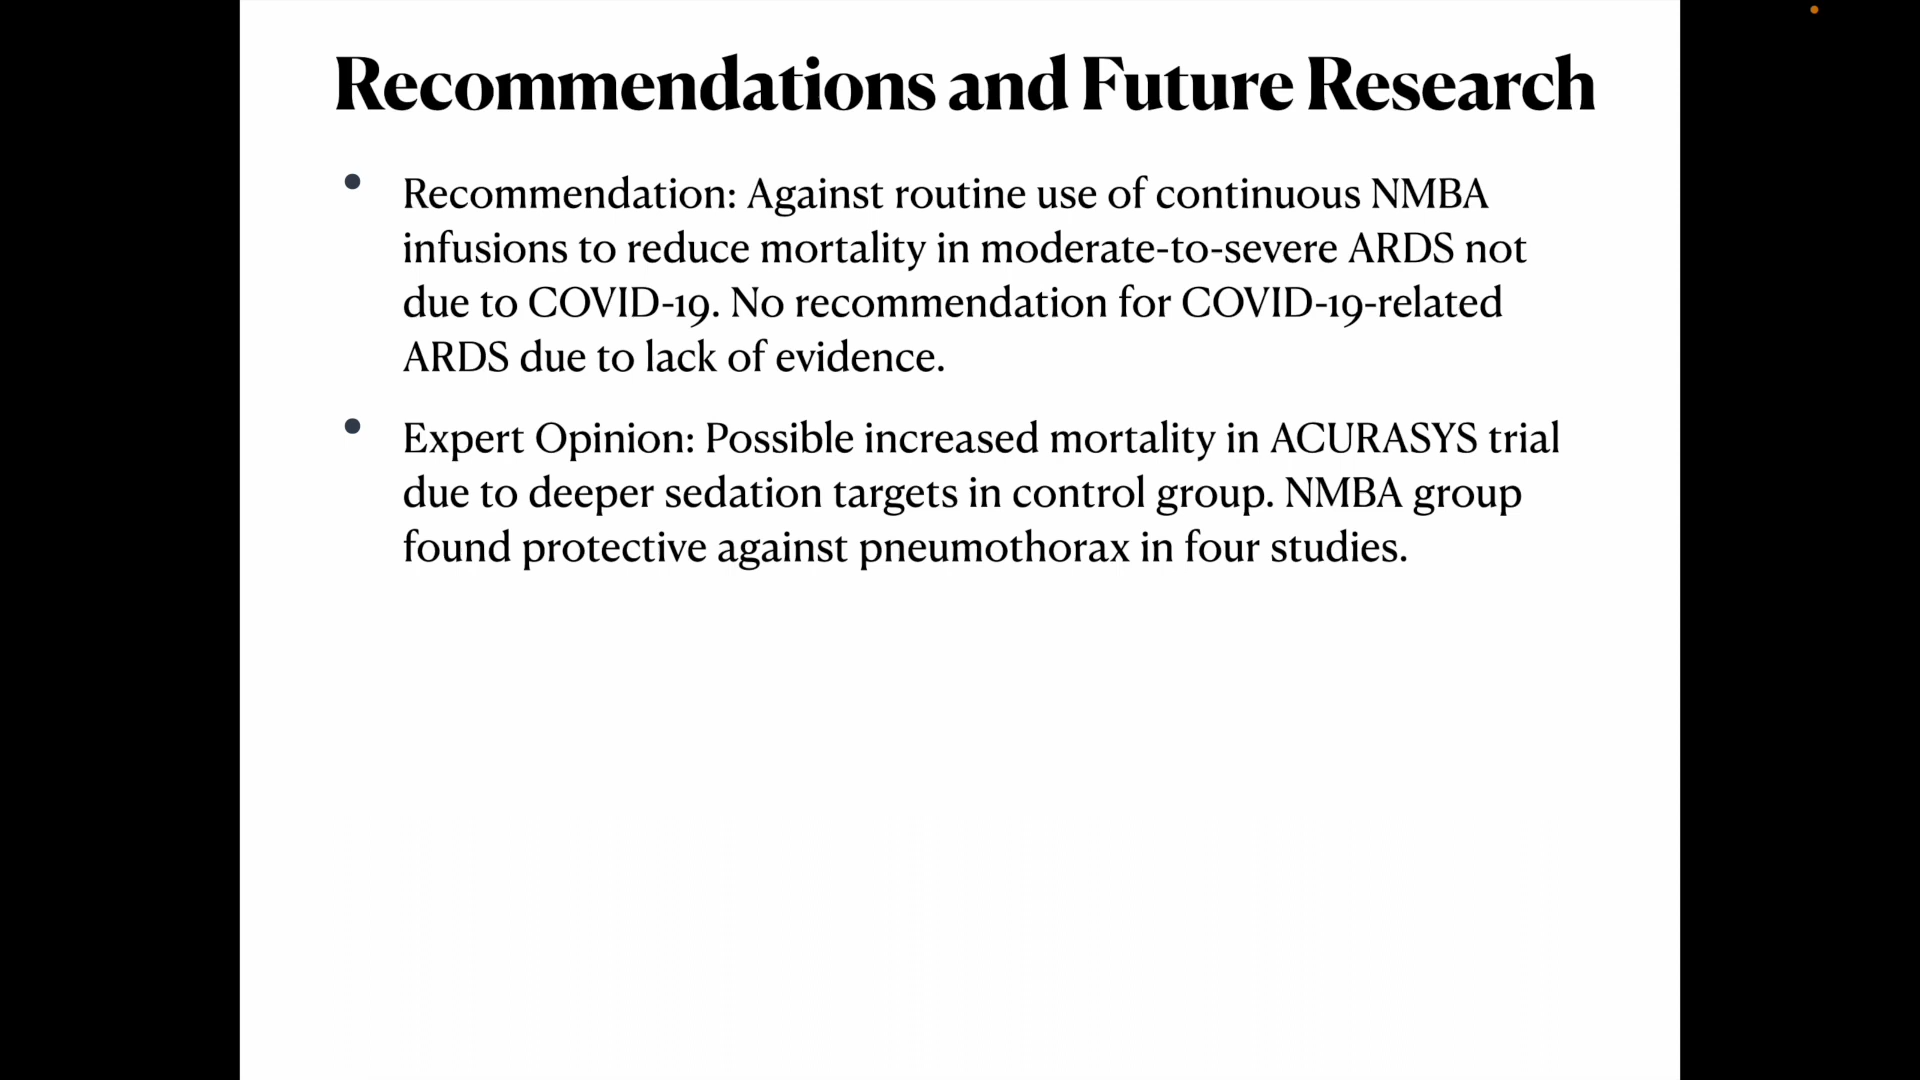 Recommendations and Future Research
• Recommendation: Against routine use of continuous NMBA
infusions to reduce mortality in moderate-to-severe ARDS not
due to COVID-19. No recommendation for COVID-19-related
ARDS due to lack of evidence.
• Expert Opinion: Possible increased mortality in ACURASYS trial
due to deeper sedation targets in control group. NMBA group
found protective against pneumothorax in four studies.